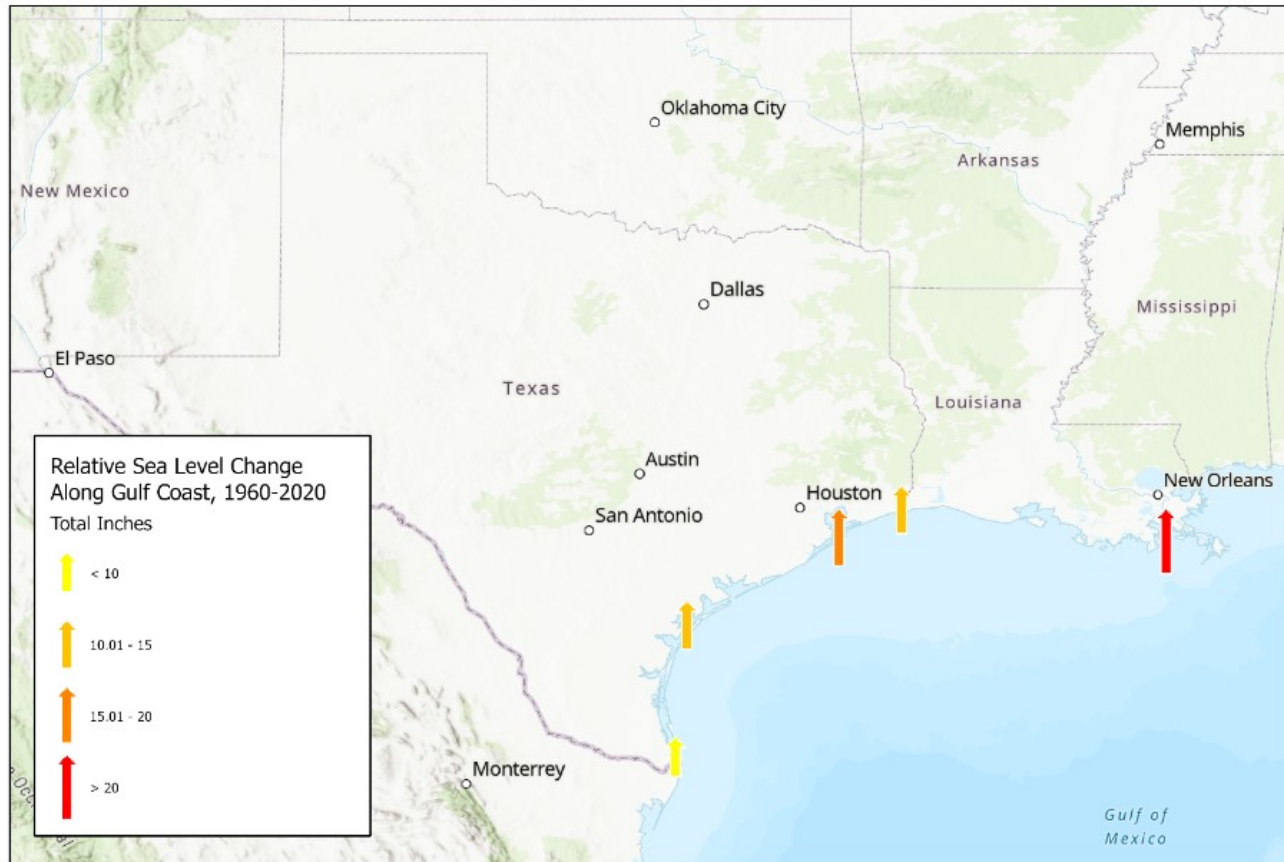 Oklahoma City
Memphis
Arkansas
New Mexico
Dallas
Mississippi
El Paso
Texas
Louisiana
Austin
Houston
New Orleans
San Antonio
Monterrey
Gulf of
Mexico
Relative Sea Level Change
Along Gulf Coast, 1960-2020
Total Inches
< 10
10.01 - 15
15.01 - 20
> 20